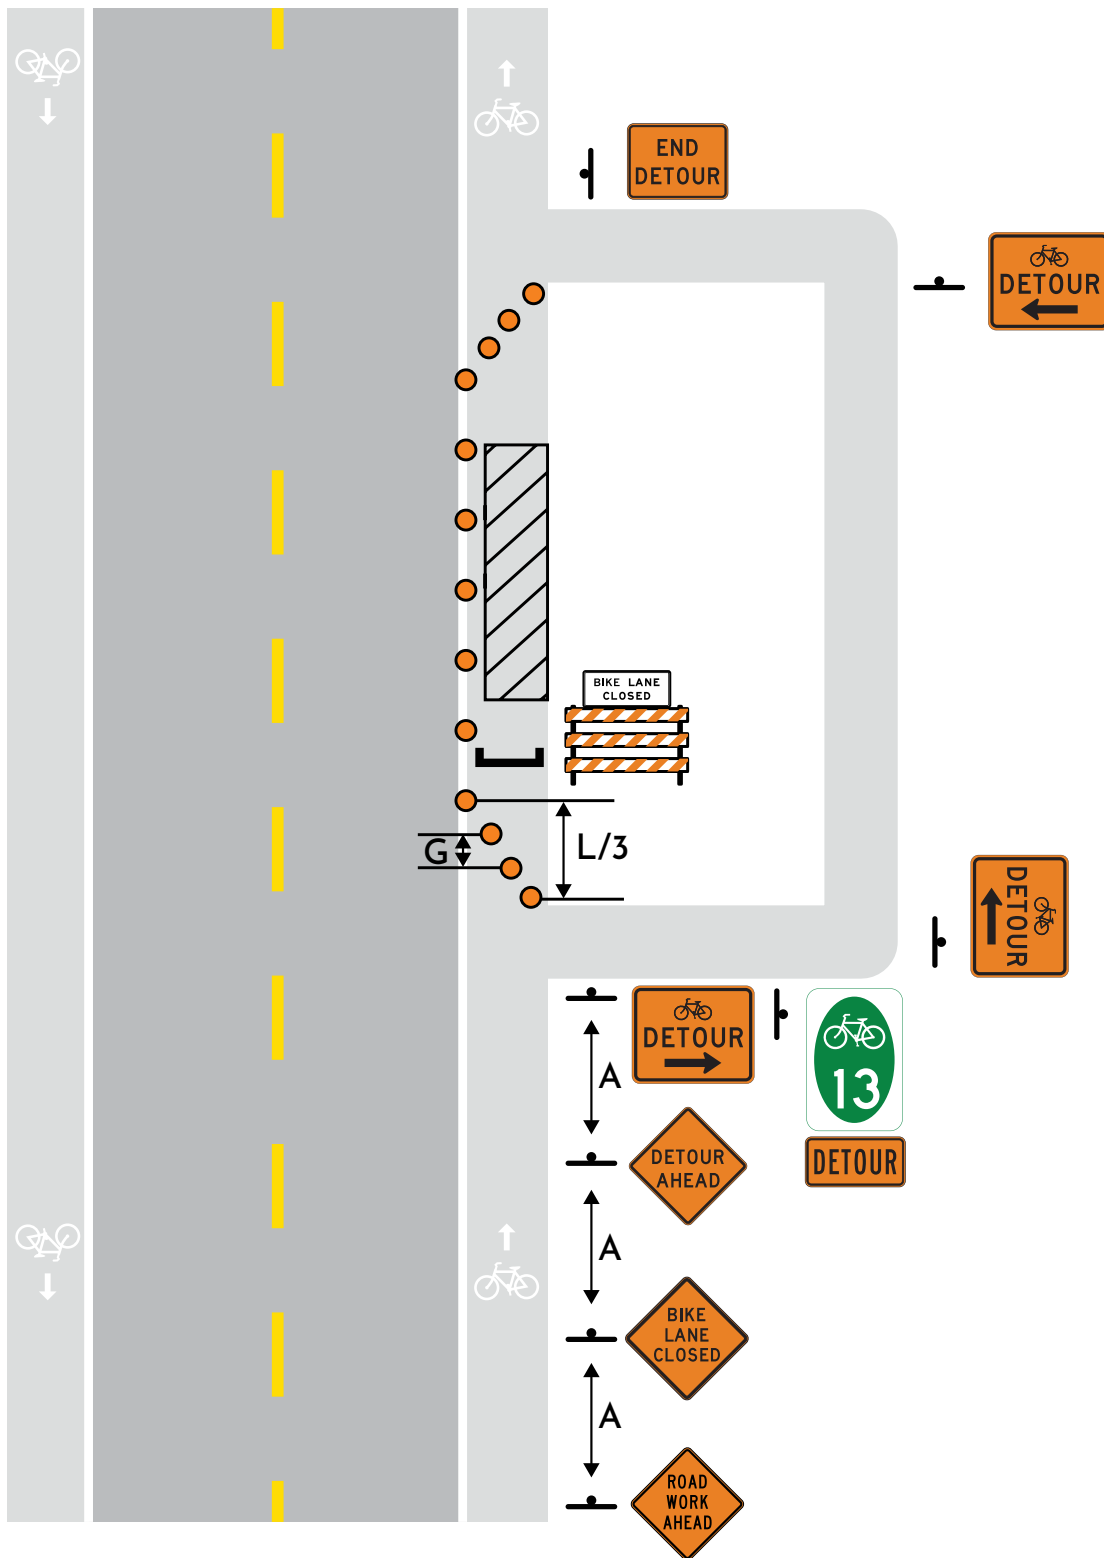 END
DETOUR
DETOUR
BIKE LANE
CLOSED
G
L/3
DETOUR
DETOUR
13
DETOUR
A
DETOUR
AHEAD
A
BIKE
LANE
CLOSED
A
ROAD
WORK
AHEAD